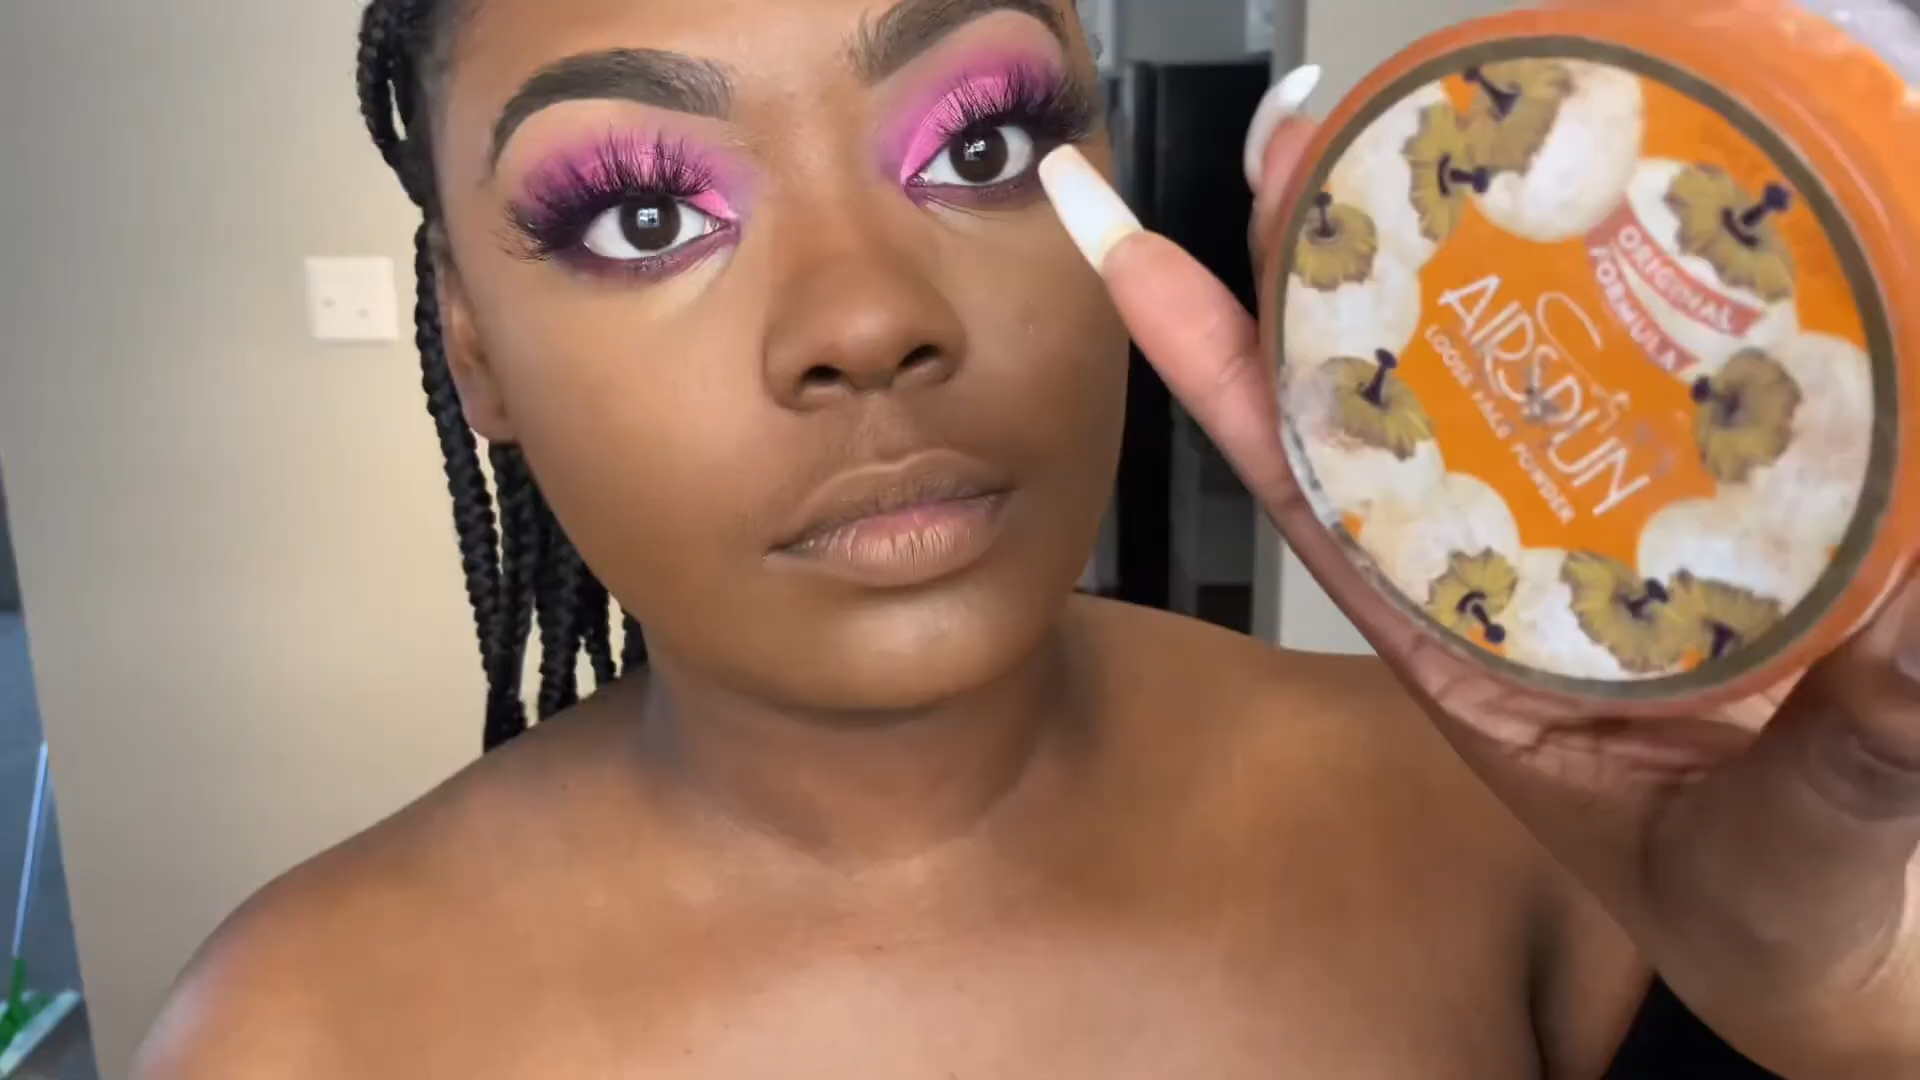 ORIGINAL
FORMULA
AIRSPUN
LOOSE FACE POWDER